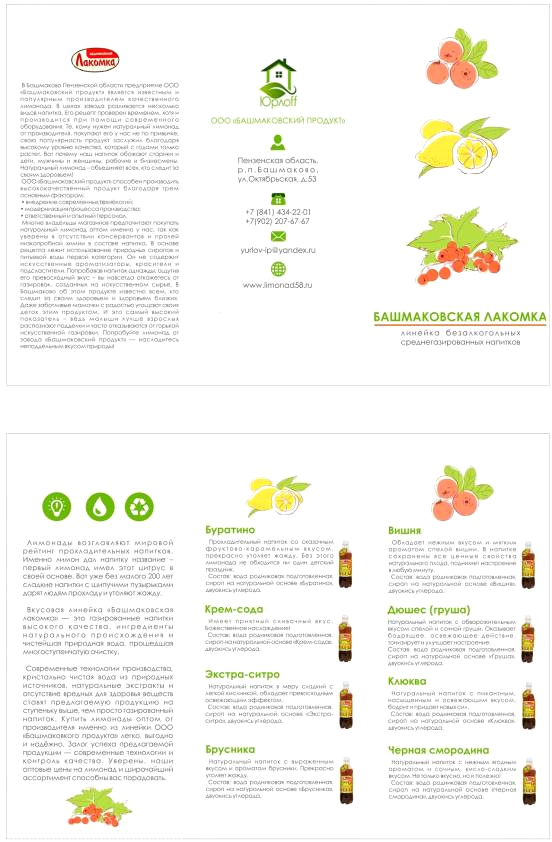 Лакомка
В Башмаково Пензенской области предприятие ООО
«Башмаковский продукт» является известным и
популярным производителем качественного
лимонада. В цехах завода разливается несколько
видов напитка. Его рецепт проверен временем, хотя и
производится при помощи современного
оборудования. Те, кому нужен натуральный лимонад
от производителя, покупают его у нас не по привычке,
свою популярность продукт заслужил благодаря
высокому уровню качества, который с годами только
растет. Вот почему наш напиток обожают старики и
дети, мужчины и женщины, рабочие и бизнесмены.
Натуральный лимонад – объединяет всех, кто следит за
своим здоровьем!
ООО «Башмаковский продукт» способен производить
высококачественный продукт благодаря трем
основным факторам:
• внедрение современных технологий;
• модернизация процесса производства;
• ответственный и опытный персонал.
Многие владельцы магазинов предпочитают покупать
натуральный лимонад оптом именно у нас, так как
уверены в отсутствии консервантов и прочей
низкопробной химии в составе напитка. В основе
рецепта лежит использование природных сиропов и
питьевой воды первой категории. Он не содержит
искусственные ароматизаторы, красители и
подсластители. Попробовав напиток однажды, ощутив
его превосходный вкус – вы навсегда откажетесь от
газировок, созданных на искусственном сырье. В
Башмаково об этом продукте известно всем, кто
следит за своим здоровьем и здоровьем близких.
Даже заботливые мамочки с радостью угощают своих
детей этим продуктом. И это самый высокий
показатель – ведь малыши лучше взрослых
распознают подделки и часто отказываются от горькой
искусственной газировки. Попробуйте лимонад от
завода «Башмаковский продукт» — насладитесь
неподдельным вкусом природы!
Юрлоff
ООО «БАШМАКОВСКИЙ ПРОДУКТ»
Пензенская область,
р.п. Башмаково,
ул.Октябрьская, д.53
+7 (841) 434-22-01
+7(902) 207-67-67
yurlov-ip@yandex.ru
www.limonad58.ru
БАШМАКОВСКАЯ ЛАКОМКА
линейка безалкогольных
среднегазированных напитков
Лимонады возглавляют мировой
рейтинг прохладительных напитков.
Именно лимон дал напитку название –
первый лимонад имел этот цитрус в
своей основе. Вот уже без малого 200 лет
сладкие напитки с щипучими пузырьками
дарят людям прохладу и утоляют жажду.
Вкусовая линейка «Башмаковская
лакомка» — это газированные напитки
высокого качества, ингредиенты
натурального происхождения и
чистейшая природная вода, прошедшая
многоступенчатую очистку.
Современные технологии производства,
кристально чистая вода из природных
источников, натуральные экстракты и
отсутствие вредных для здоровья веществ
ставят предлагаемую продукцию на
ступеньку выше, чем просто газированный
напиток. Купить лимонады оптом от
производителя именно из линейки ООО
«Башмаковского продукта» легко, выгодно
и надёжно. Залог успеха предлагаемой
продукции — современные технологии и
контроль качества. Уверены, наши
оптовые цены на лимонад и широчайший
ассортимент способны вас порадовать.
Буратино
Прохладительный напиток со сказочным
фруктово-карамельным вкусом,
прекрасно утоляет жажду. Без этого
лимонада не обходится ни один детский
праздник.
Состав: вода родниковая подготовленная,
сироп на натуральной основе «Буратино»,
двуокись углерода.
Крем-сода
Имеет приятный сливочный вкус.
Божественное наслаждение!
Состав: вода родниковая подготовленная,
сироп на натуральной основе «Крем-сода»,
двуокись углерода.
Экстра-ситро
Натуральный напиток в меру сладкий с
легкой кислинкой, обладает превосходным
освежающим эффектом.
Состав: вода родниковая подготовленная,
сироп на натуральной основе «Экстра-
ситро», двуокись углерода.
Брусника
Натуральный напиток с выраженным
вкусом и ароматом брусники. Прекрасно
утоляет жажду.
Состав: вода родниковая подготовленная,
сироп на натуральной основе «Брусника»,
двуокись углерода.
Вишня
Обладает нежным вкусом и мягким
ароматом спелой вишни. В напитке
сохранены все ценные свойства
натурального плода, поднимает настроение
в любую минуту.
Состав: вода родниковая подготовленная,
сироп на натуральной основе «Вишня»,
двуокись углерода.
Дюшес (груша)
Натуральный напиток с обворожительным
вкусом спелой и сочной груши. Оказывает
бодрящее, освежающее действие,
тонизирует и улучшает настроение.
Состав: вода родниковая подготовленная,
сироп на натуральной основе «Груша»,
двуокись углерода.
Клюква
Натуральный напиток с пикантным,
насыщенным и освежающим вкусом,
бодрит и придает новых сил.
Состав: вода родниковая подготовленная,
сироп на натуральной основе «Клюква»,
двуокись углерода.
Черная смородина
Натуральный напиток с нежным ягодным
ароматом и сочным, кисло-сладким
вкусом. Не только вкусно, но и полезно!
Состав: вода родниковая подготовленная,
сироп на натуральной основе «Черная
смородина», двуокись углерода.